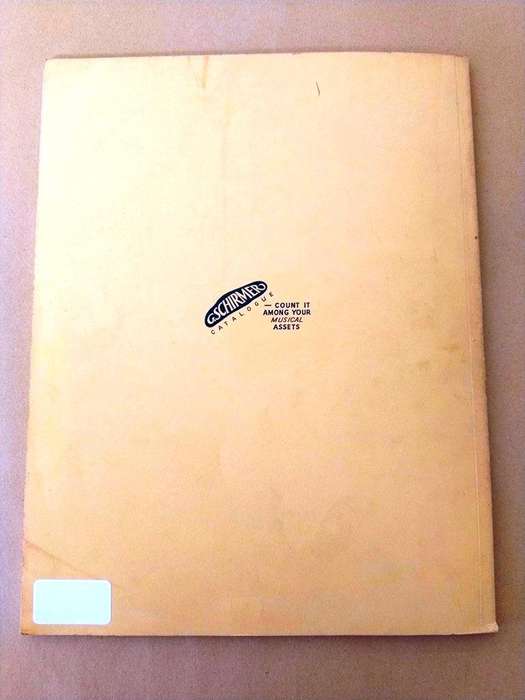 G. SCHIRMER
CATALOGUE
— COUNT IT
AMONG YOUR
MUSICAL
ASSETS